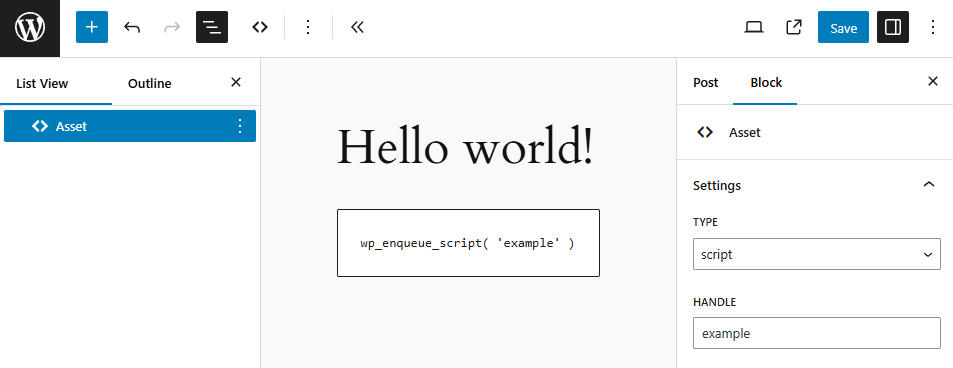 Save
List View
Outline
Asset
Hello world!
wp_enqueue_script( 'example' )
Post
Block
Asset
Settings
TYPE
script
HANDLE
example